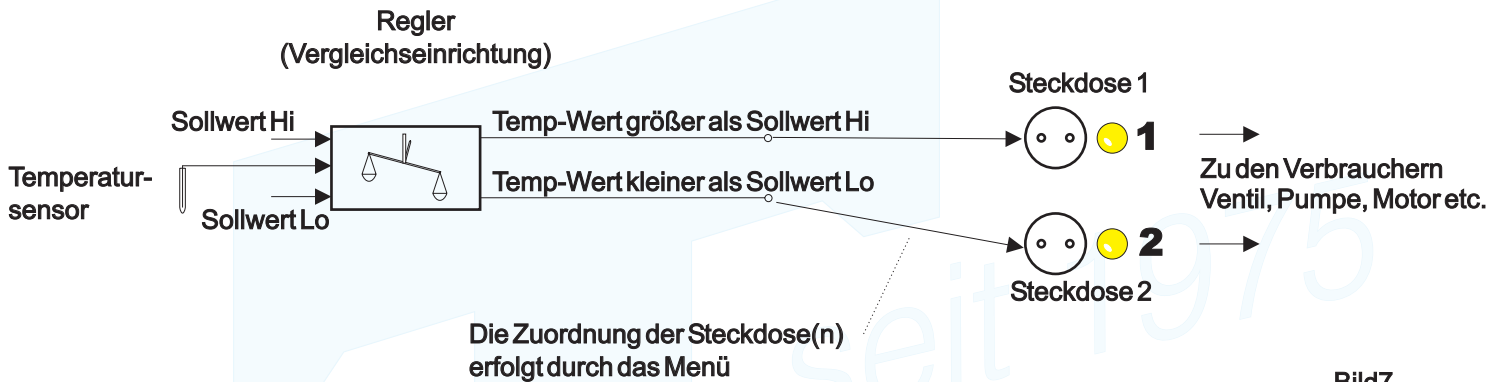 Regler
(Vergleichseinrichtung)
Steckdose 1
Sollwert Hi
Temp-Wert größer als Sollwert Hi
1
Temperatur-
sensor
Temp-Wert kleiner als Sollwert Lo
Zu den Verbrauchern
Ventil, Pumpe, Motor etc.
Sollwert Lo
2
Steckdose 2
Die Zuordnung der Steckdose(n)
erfolgt durch das Menü
seit 1975
Bild7